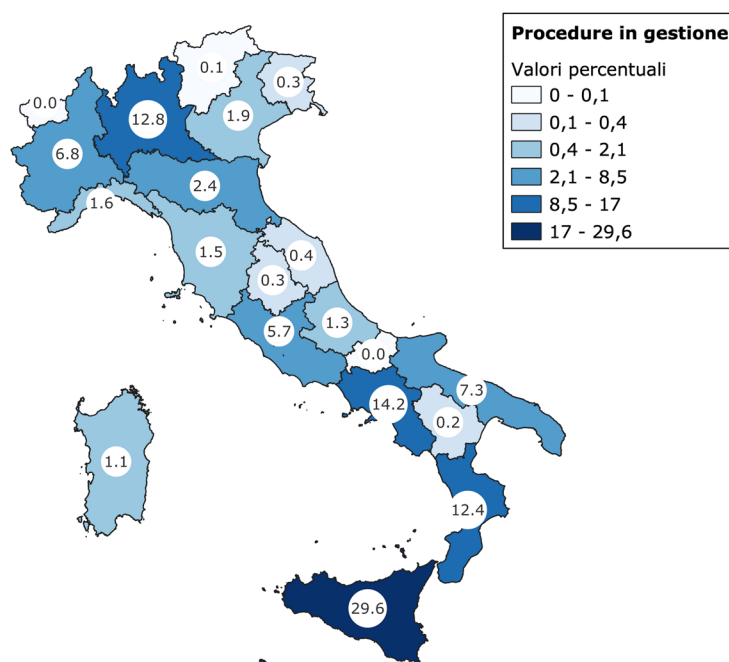 Procedure in gestione
Valori percentuali
0 - 0,1
0,1 - 0,4
0,4 - 2,1
2,1 - 8,5
8,5 - 17
17 - 29,6
0.1
0.3
0.0
12.8
1.9
6.8
2.4
1.6
1.5
0.4
0.3
5.7
1.3
0.0
7.3
14.2
0.2
1.1
12.4
29.6